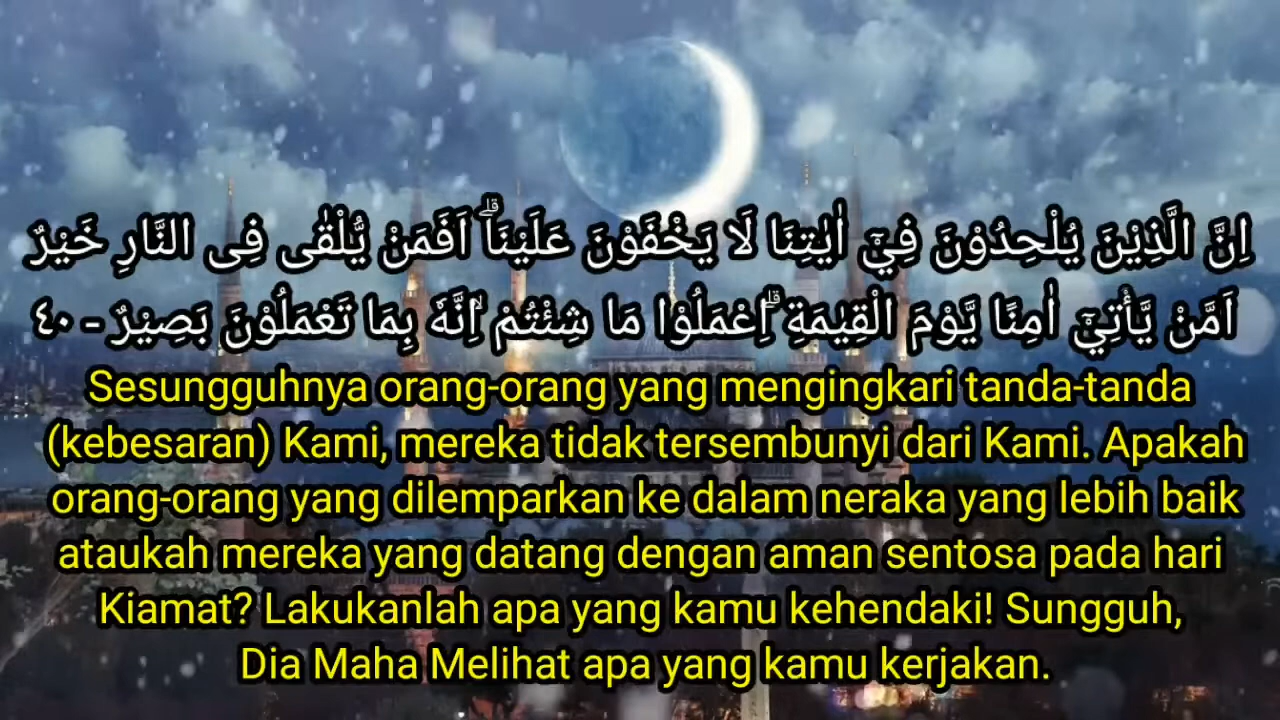 اِنَّ الَّذِيْنَ يُلْحِدُوْنَ فِيْٓ اٰيٰتِنَا لَا يَخْفَوْنَ عَلَيْنَاۗ اَفَمَنْ يُّلْقٰى فِى النَّارِ خَيْرٌ
اَمَّنْ يَّأْتِيْٓ اٰمِنًا يَّوْمَ الْقِيٰمَةِ ۗاِعْمَلُوْا مَا شِئْتُمْ ۙاِنَّهٗ بِمَا تَعْمَلُوْنَ بَصِيْرٌ - ٤٠
Sesungguhnya orang-orang yang mengingkari tanda-tanda
(kebesaran) Kami, mereka tidak tersembunyi dari Kami. Apakah
orang-orang yang dilemparkan ke dalam neraka yang lebih baik
ataukah mereka yang datang dengan aman sentosa pada hari
Kiamat? Lakukanlah apa yang kamu kehendaki! Sungguh,
Dia Maha Melihat apa yang kamu kerjakan.